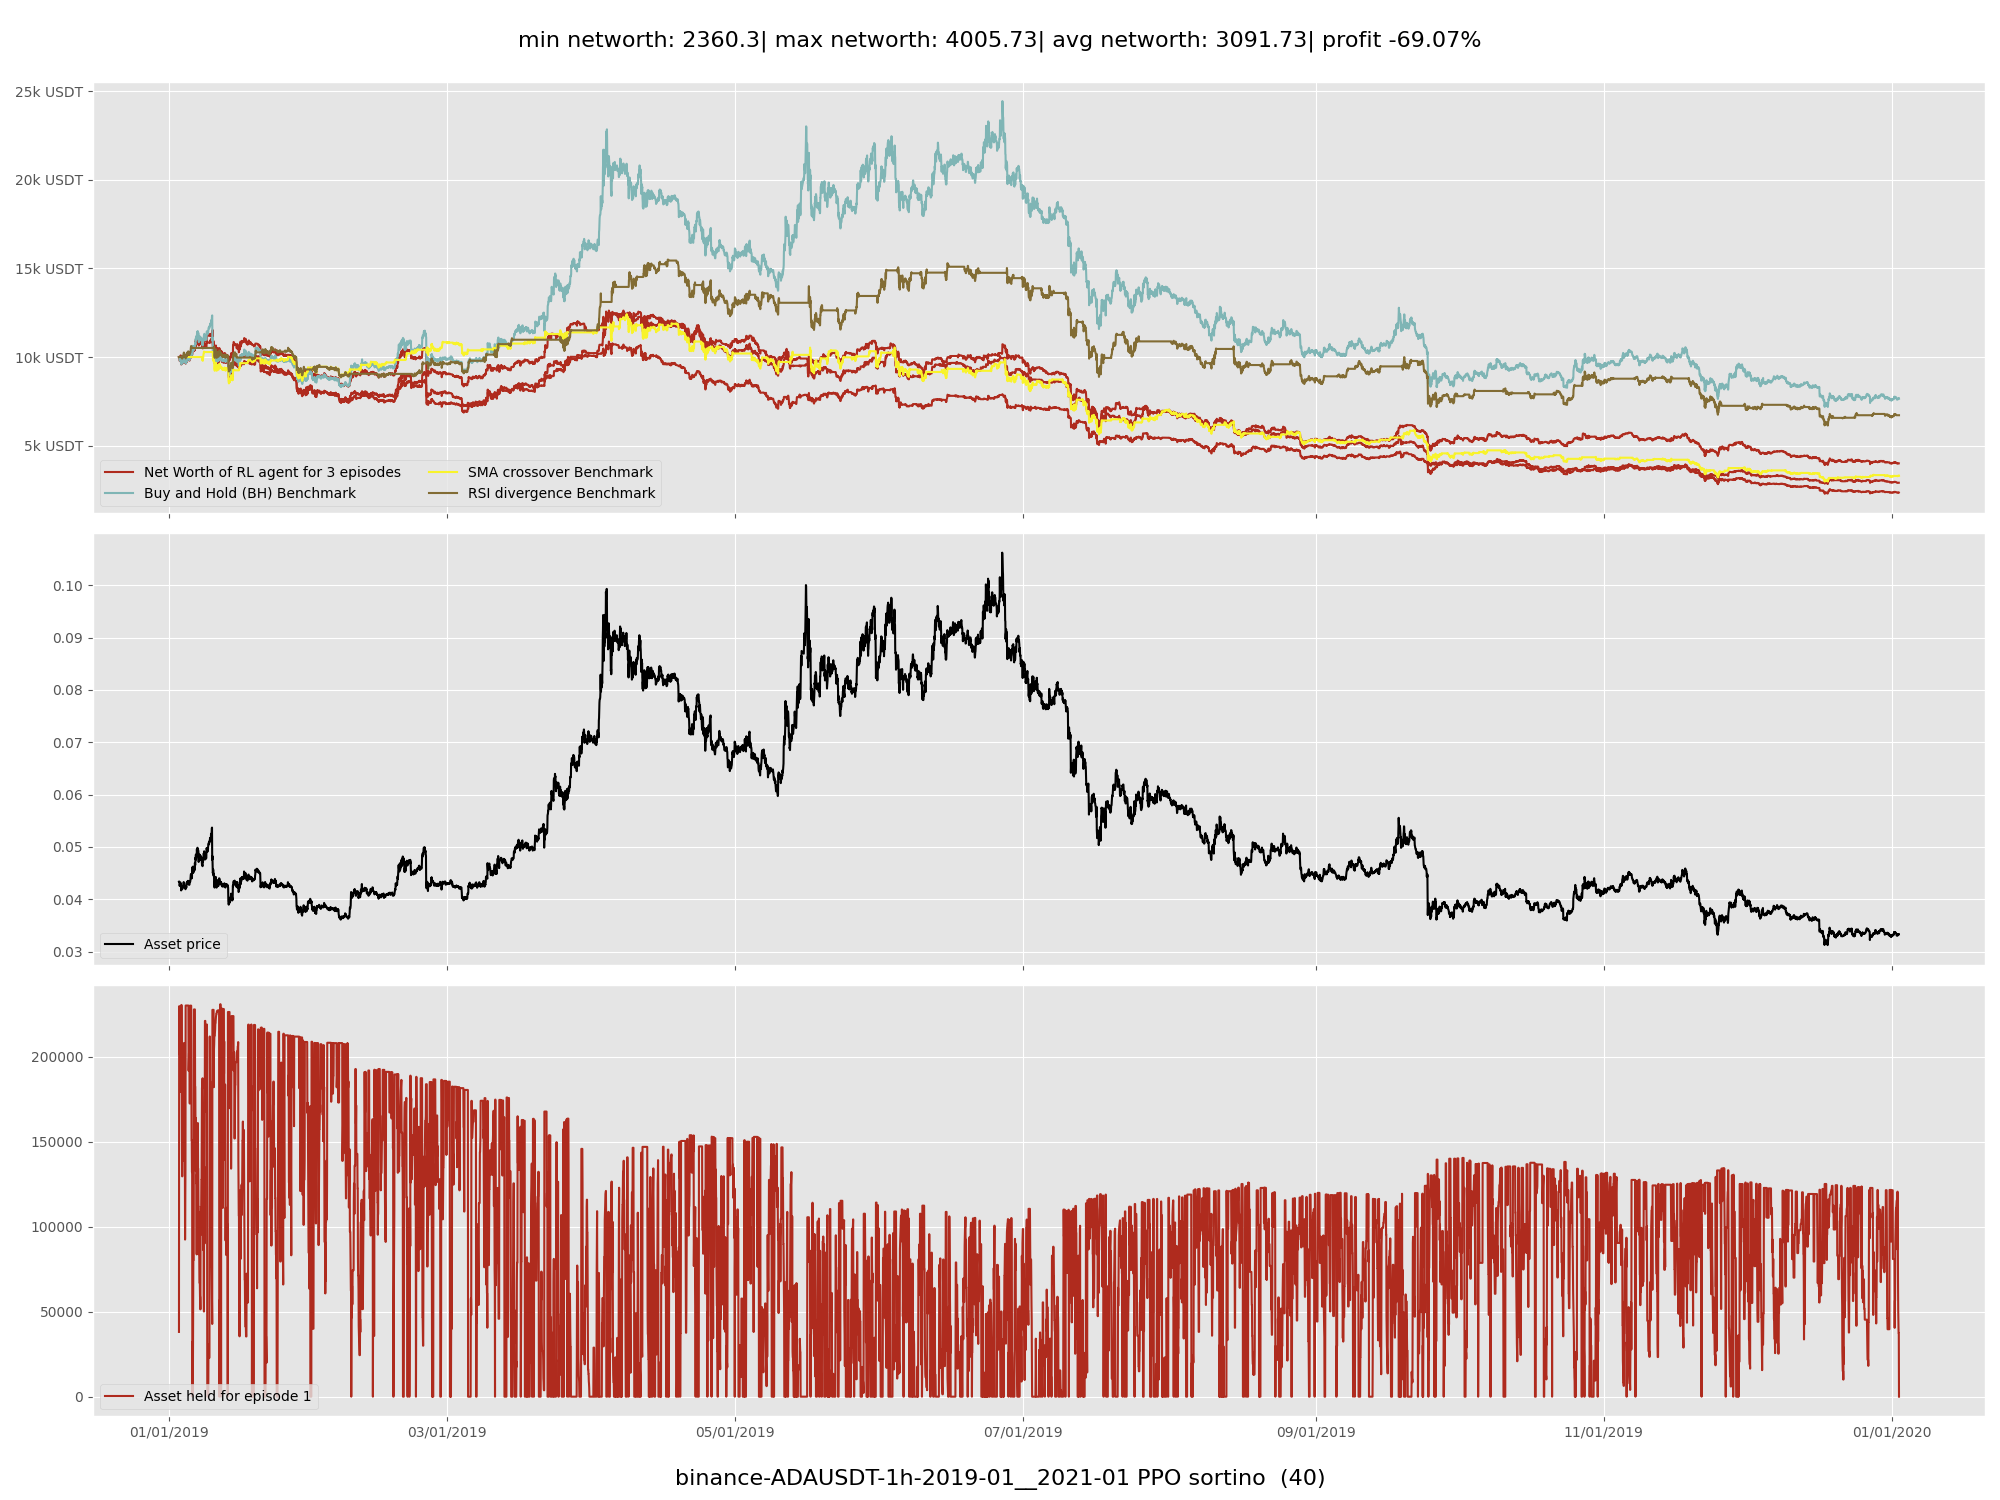 min networth: 2360.3| max networth: 4005.73| avg networth: 3091.73| profit -69.07%
25k USDT
20k USDT
15k USDT
10k USDT
5k USDT
Net Worth of RL agent for 3 episodes
Buy and Hold (BH) Benchmark
SMA crossover Benchmark
RSI divergence Benchmark
0.10
0.09
0.08
0.07
0.06
0.05
0.04
0.03
Asset price
200000
150000
100000
50000
0
Asset held for episode 1
01/01/2019 03/01/2019 05/01/2019 07/01/2019 09/01/2019 11/01/2019 01/01/2020
binance-ADAUSDT-1h-2019-01__2021-01 PPO sortino (40)